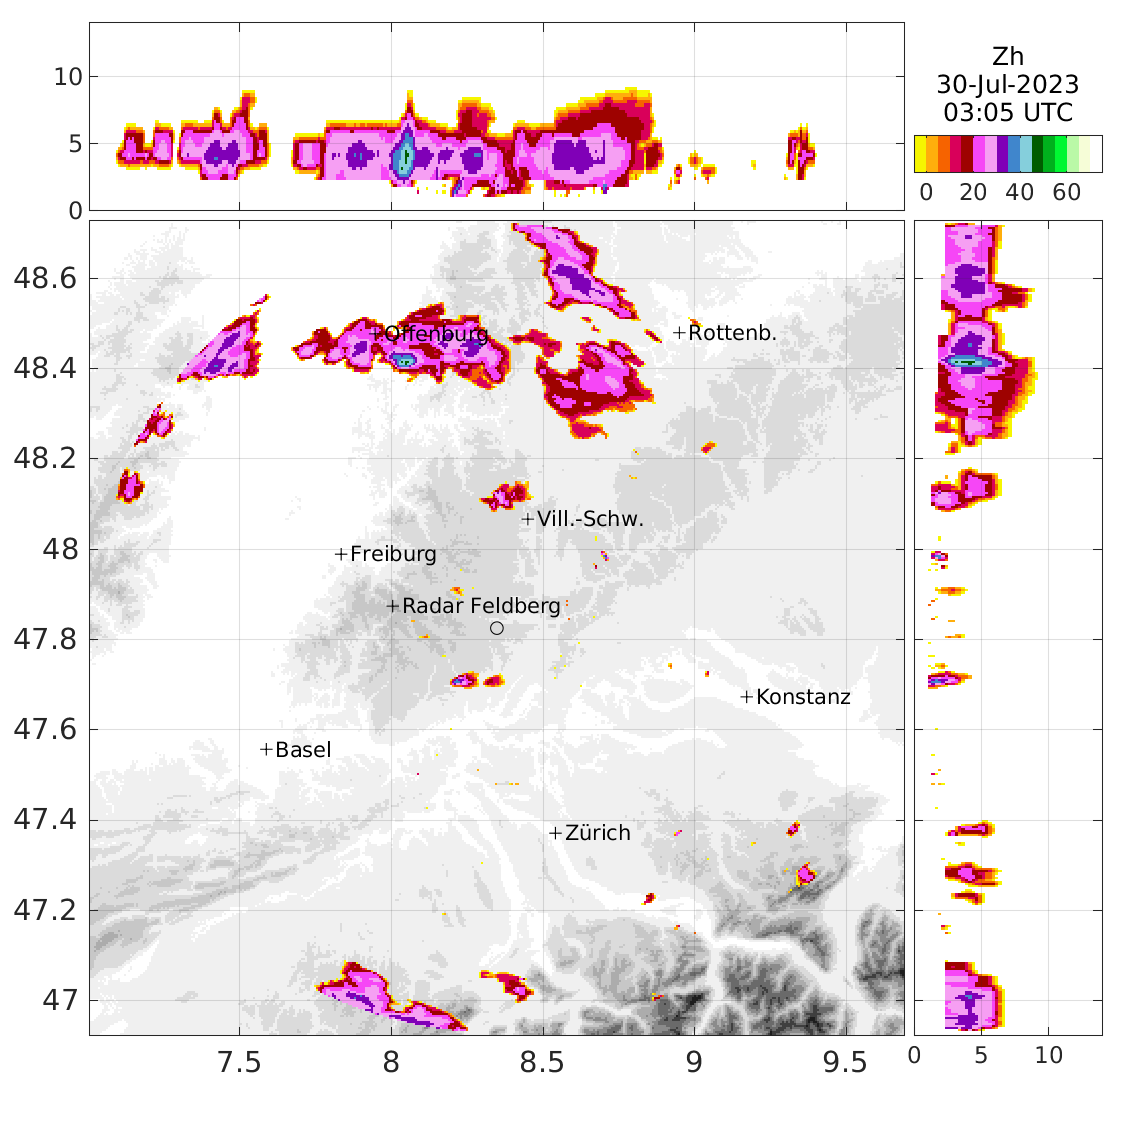 10
5
0
Zh
30-Jul-2023
03:05 UTC
0 20 40 60
48.6
48.4
48.2
48
47.8
47.6
47.4
47.2
47
Offenburg
Rottenb.
Vill.-Schw.
Freiburg
Radar Feldberg
Konstanz
Basel
Zürich
7.5 8 8.5 9 9.5
0 5 10